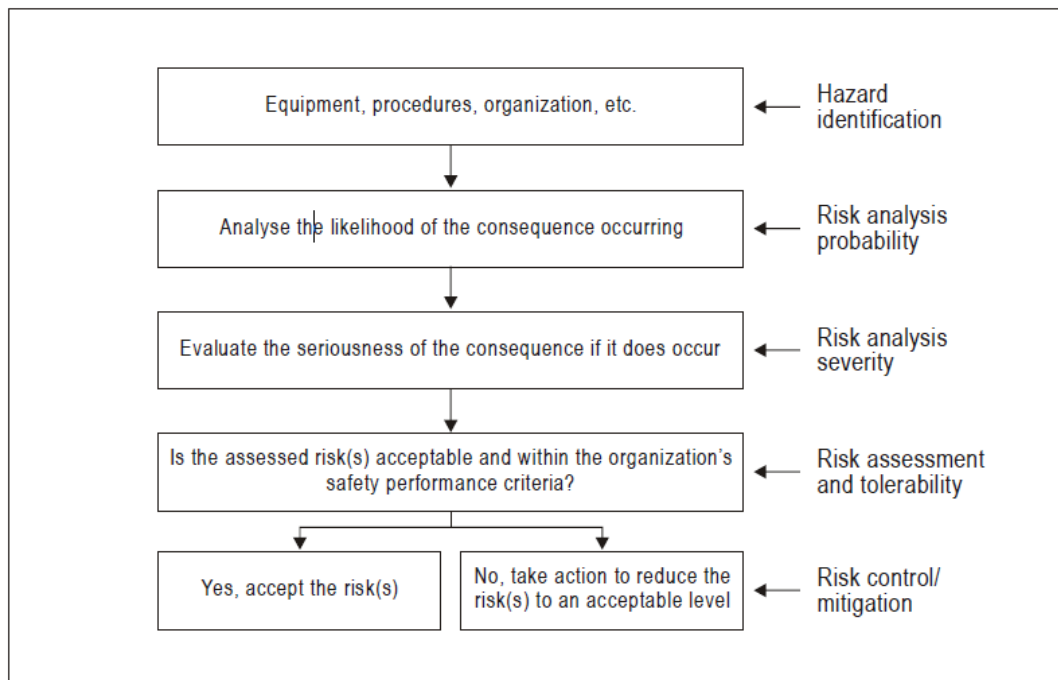 Equipment, procedures, organization, etc.
Hazard
identification
Analyse the likelihood of the consequence occurring
Risk analysis
probability
Evaluate the seriousness of the consequence if it does occur
Risk analysis
severity
Is the assessed risk(s) acceptable and within the organization's
safety performance criteria?
Risk assessment
and tolerability
Yes, accept the risk(s)
No, take action to reduce the
risk(s) to an acceptable level
Risk control/
mitigation